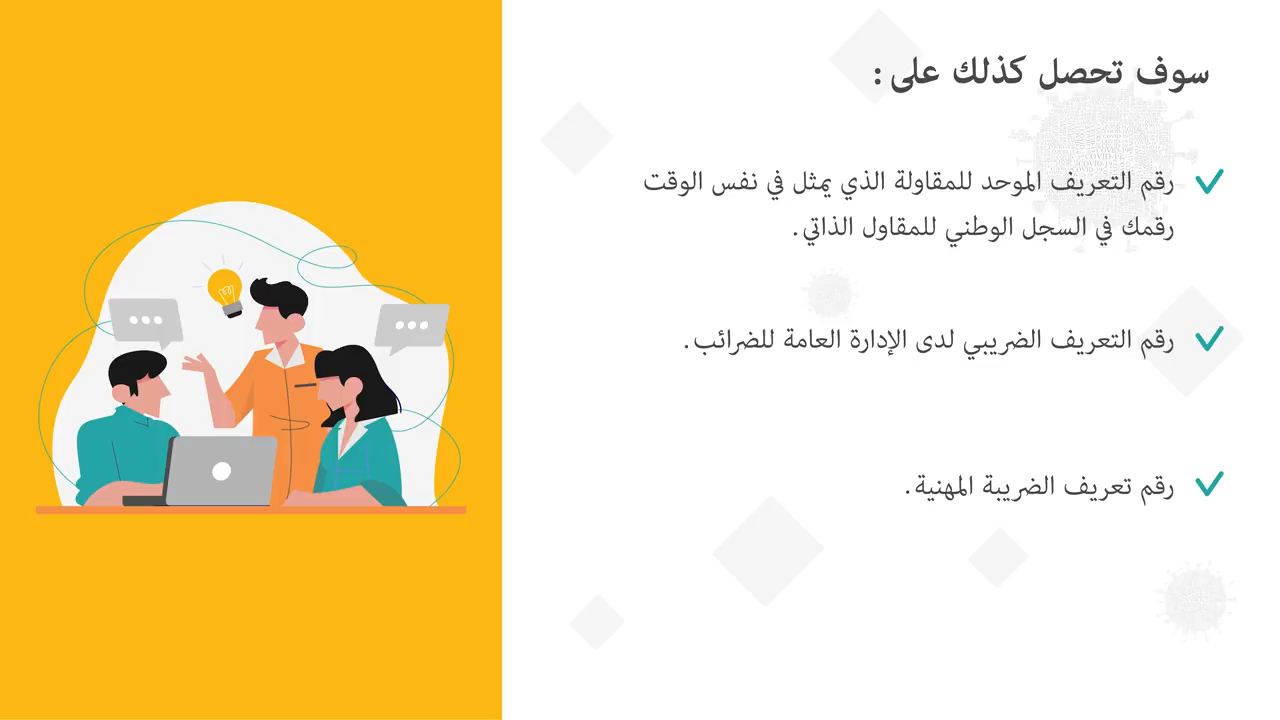 سوف تحصل كذلك على :
رقم التعريف الموحد للمقاولة الذي يمثل في نفس الوقت
رقمك في السجل الوطني للمقاول الذاتي .
رقم التعريف الضريبي لدى الإدارة العامة للضرائب .
رقم تعريف الضريبة المهنية .